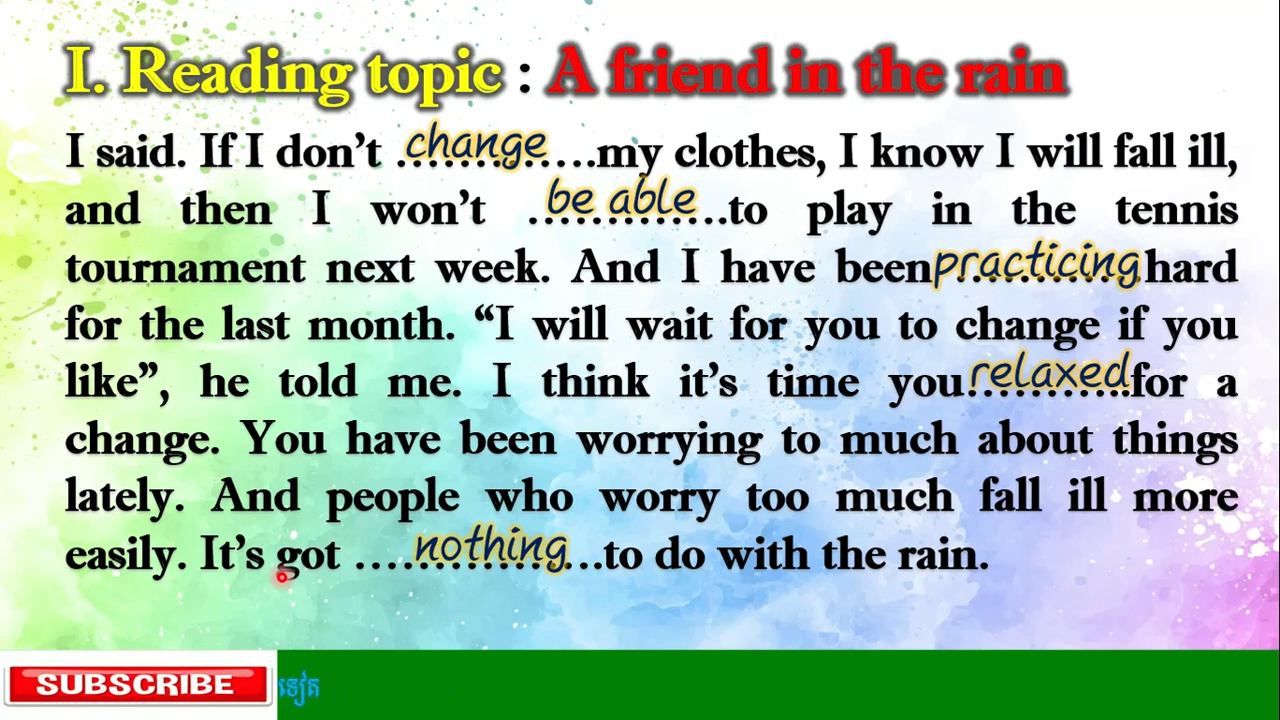 I. Reading topic : A friend in the rain
I said. If I don't ....change....my clothes, I know I will fall ill,
and then I won't ....be able....to play in the tennis
tournament next week. And I have been practicing hard
for the last month. “I will wait for you to change if you
like”, he told me. I think it's time you...relaxed...for a
change. You have been worrying to much about things
lately. And people who worry too much fall ill more
easily. It's got ....nothing....to do with the rain.
SUBSCRIBE ទៀត